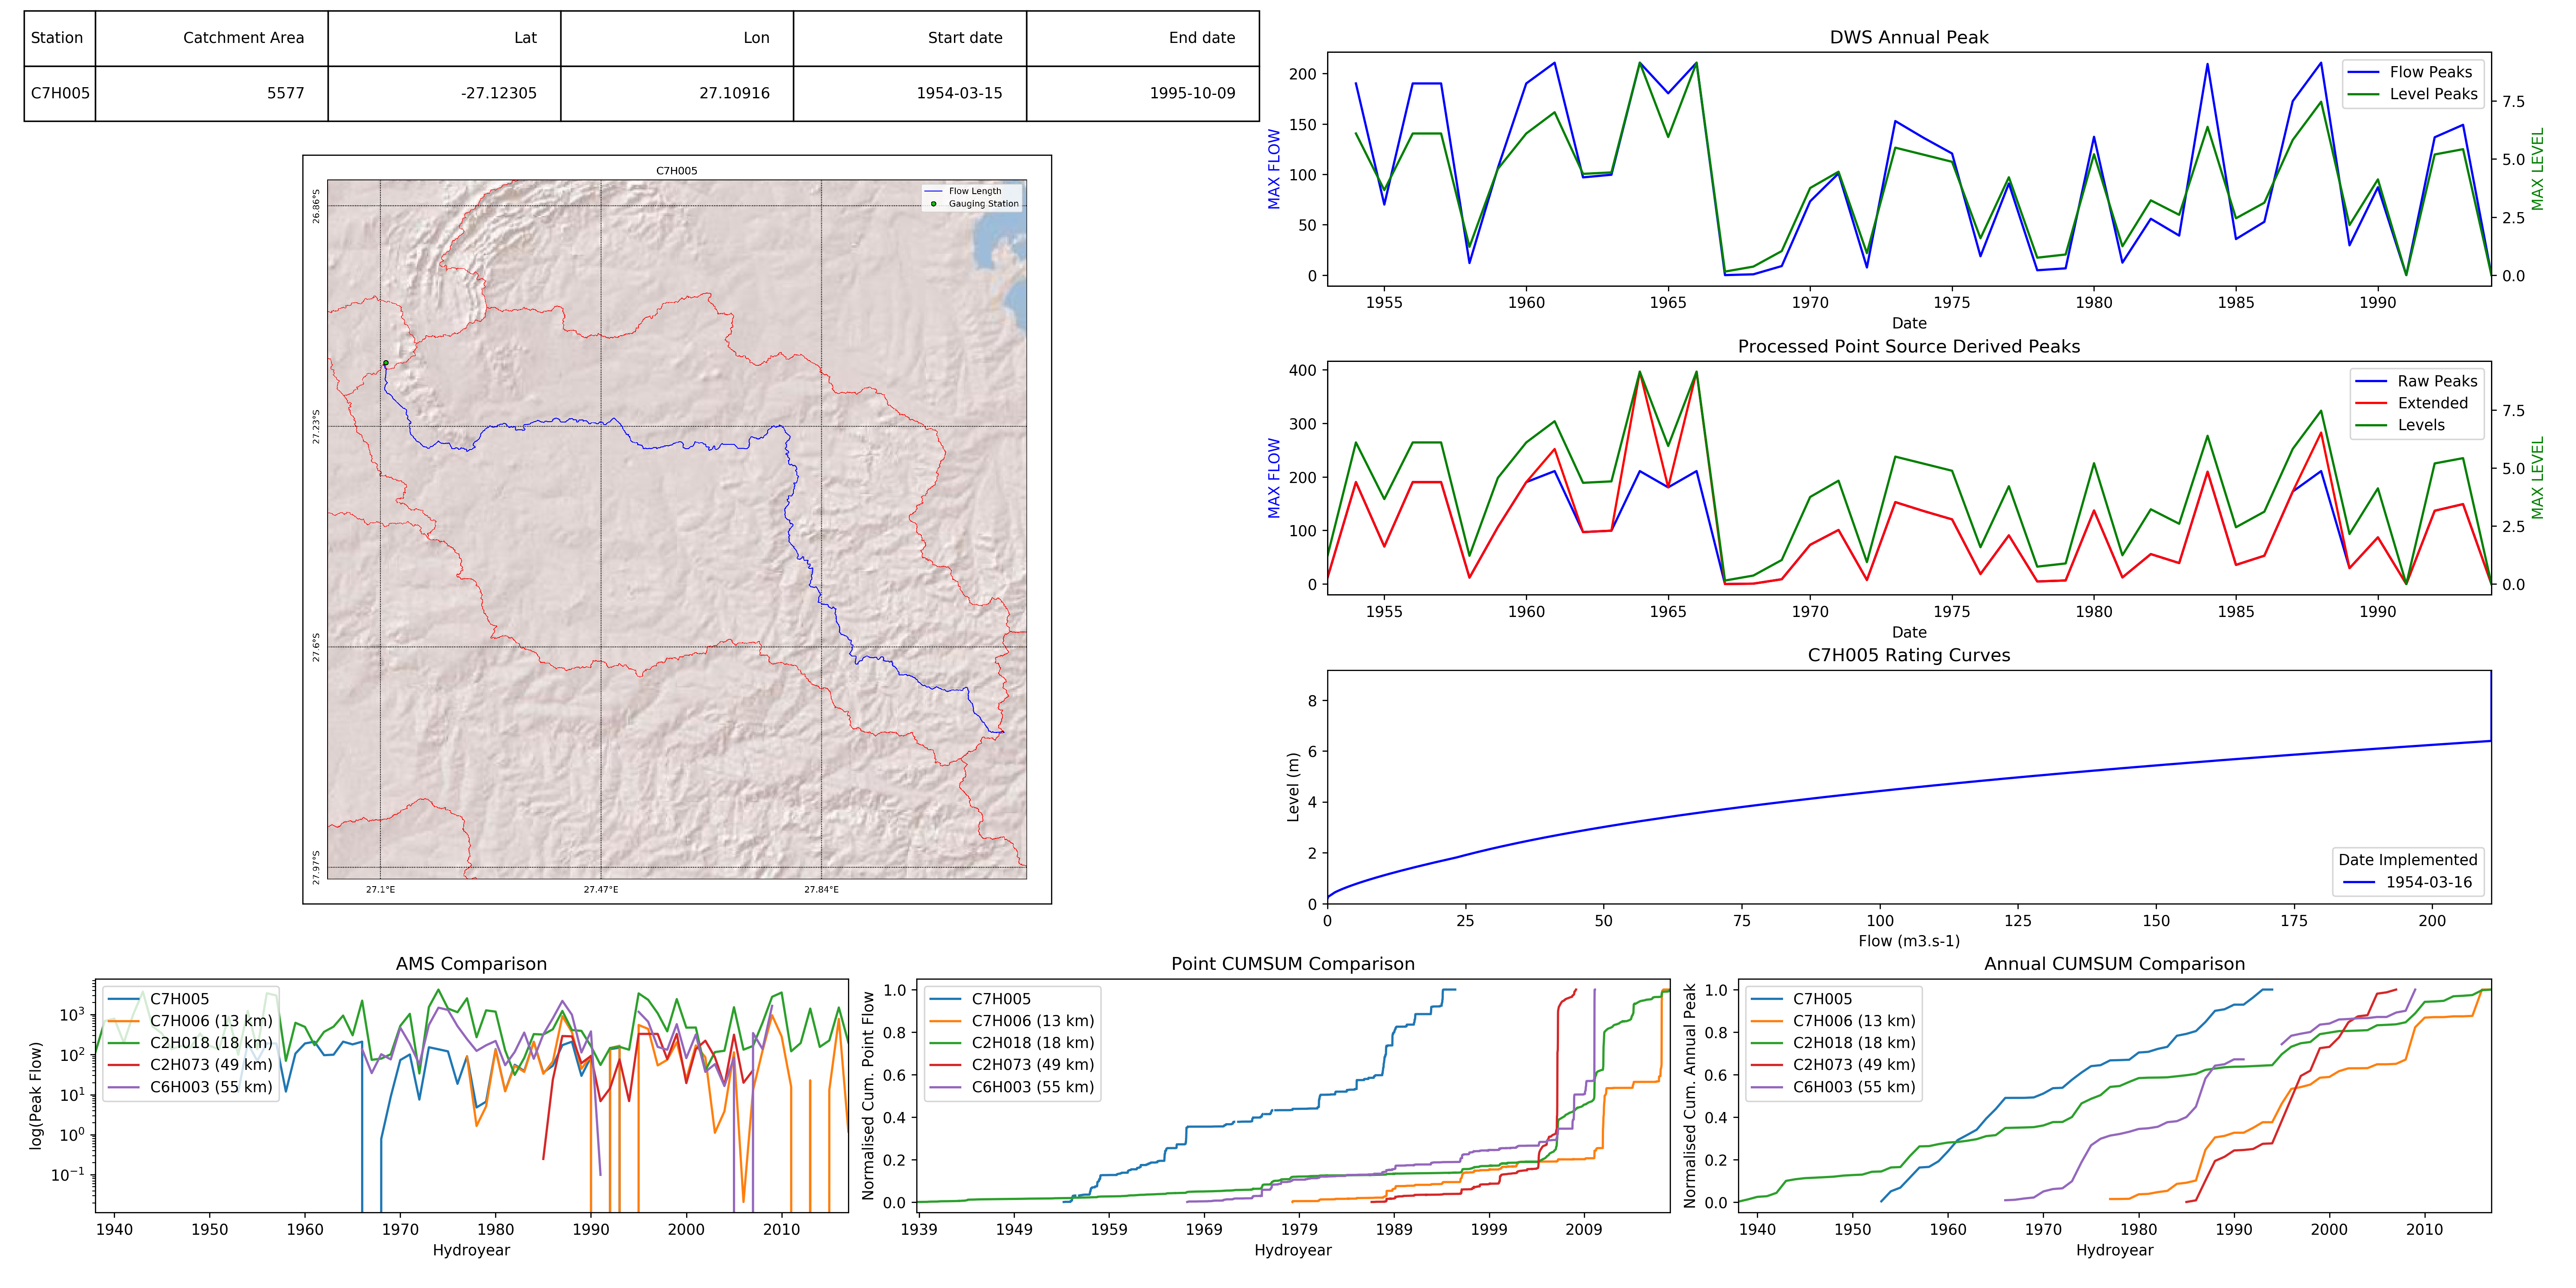 Station Catchment Area Lat Lon Start date End date
C7H005 5577 -27.12305 27.10916 1954-03-15 1995-10-09
C7H005
Flow Length
Gauging Station
26.86°S
27.23°S
27.6°S
27.97°S
27.1°E 27.47°E 27.84°E
DWS Annual Peak
Flow Peaks
Level Peaks
MAX FLOW
200
150
100
50
0
MAX LEVEL
7.5
5.0
2.5
0.0
1955 1960 1965 1970 1975 1980 1985 1990
Date
Processed Point Source Derived Peaks
Raw Peaks
Extended
Levels
MAX FLOW
400
300
200
100
0
MAX LEVEL
7.5
5.0
2.5
0.0
1955 1960 1965 1970 1975 1980 1985 1990
Date
C7H005 Rating Curves
Level (m)
8
6
4
2
0
Date Implemented
1954-03-16
0 25 50 75 100 125 150 175 200
Flow (m3.s-1)
AMS Comparison
C7H005
C7H006 (13 km)
C2H018 (18 km)
C2H073 (49 km)
C6H003 (55 km)
log(Peak Flow)
10³
10²
10¹
10⁰
10⁻¹
1940 1950 1960 1970 1980 1990 2000 2010
Hydroyear
Point CUMSUM Comparison
C7H005
C7H006 (13 km)
C2H018 (18 km)
C2H073 (49 km)
C6H003 (55 km)
Normalised Cum. Point Flow
1.0
0.8
0.6
0.4
0.2
0.0
1939 1949 1959 1969 1979 1989 1999 2009
Hydroyear
Annual CUMSUM Comparison
C7H005
C7H006 (13 km)
C2H018 (18 km)
C2H073 (49 km)
C6H003 (55 km)
Normalised Cum. Annual Peak
1.0
0.8
0.6
0.4
0.2
0.0
1940 1950 1960 1970 1980 1990 2000 2010
Hydroyear